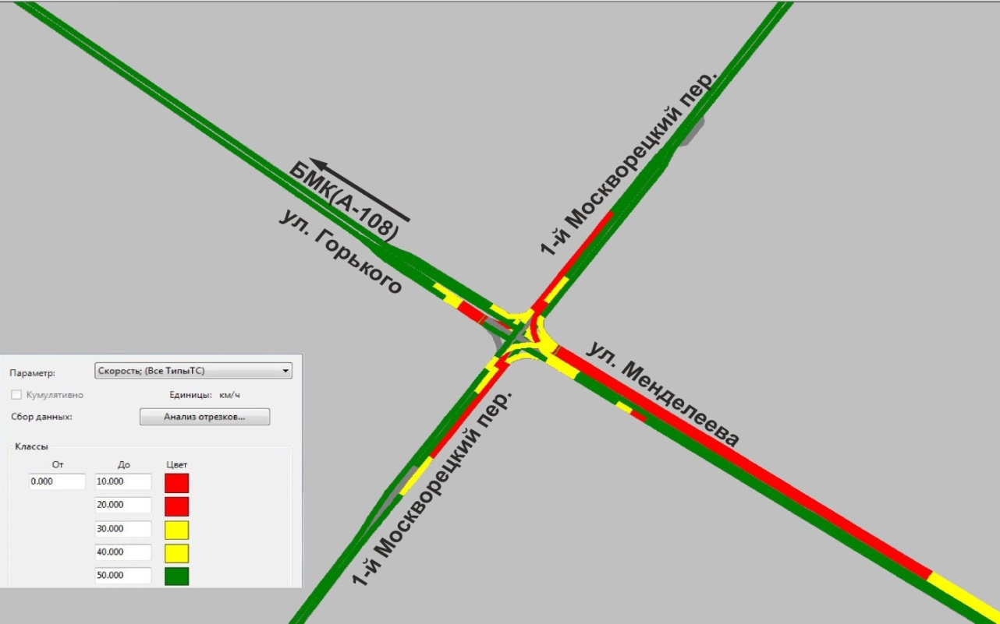 1-й Москворецкий пер.
БМК(А-108)
ул. Горького
ул. Менделеева
1-й Москворецкий пер.
Параметр: Скорость; (Все ТипыТС)
Кумулятивно Единицы: км/ч
Сбор данных: Анализ отрезков...
Классы
От До Цвет
0.000 10.000
20.000
30.000
40.000
50.000